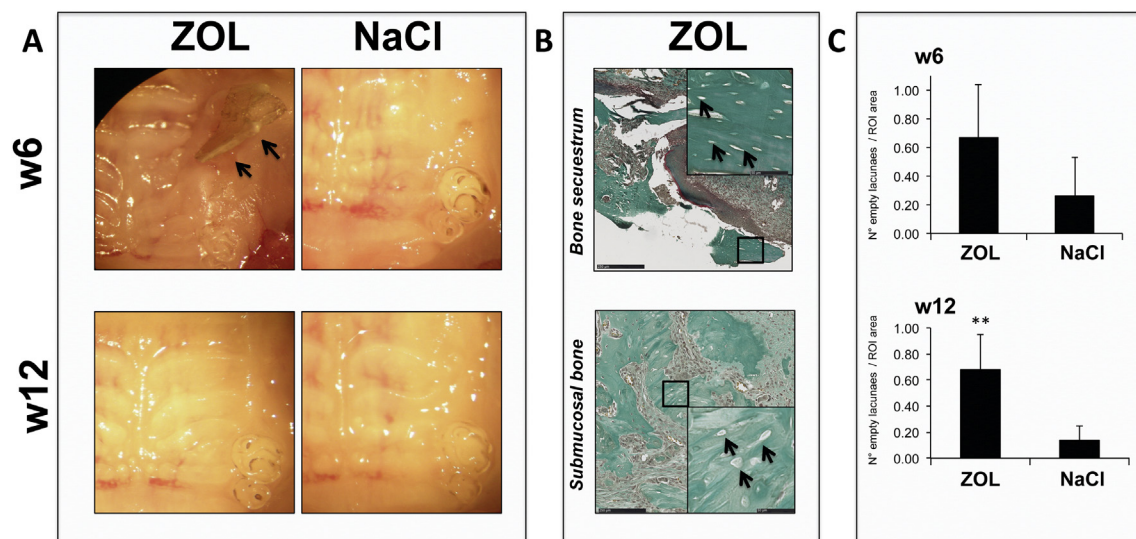 A
ZOL
NaCl
w6
w12
B
ZOL
Bone secuestrum
Submucosal bone
C
w6
N° empty lacunaes / ROI area
1.00
0.80
0.60
0.40
0.20
0.00
ZOL
NaCl
w12
**
N° empty lacunaes / ROI area
1.00
0.80
0.60
0.40
0.20
0.00
ZOL
NaCl